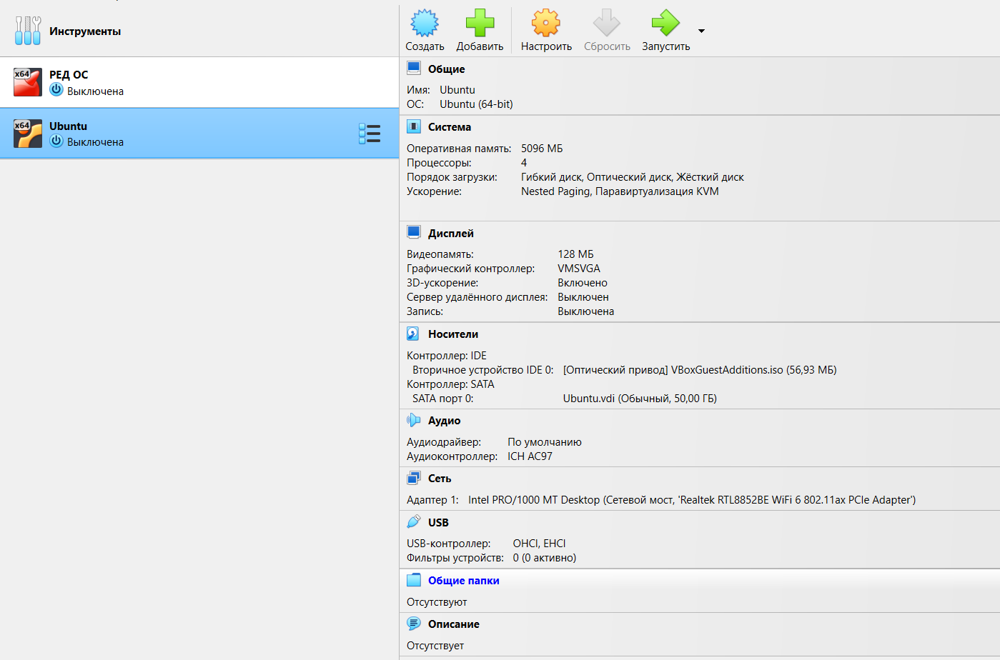 Инструменты
x64
РЕД ОС
Выключена
x64
Ubuntu
Выключена
Создать Добавить Настроить Сбросить Запустить
Общие
Имя: Ubuntu
ОС: Ubuntu (64-bit)
Система
Оперативная память: 5096 МБ
Процессоры: 4
Порядок загрузки: Гибкий диск, Оптический диск, Жёсткий диск
Ускорение: Nested Paging, Паравиртуализация KVM
Дисплей
Видеопамять: 128 МБ
Графический контроллер: VMSVGA
3D-ускорение: Включено
Сервер удалённого дисплея: Выключен
Запись: Выключена
Носители
Контроллер: IDE
Вторичное устройство IDE 0: [Оптический привод] VBoxGuestAdditions.iso (56,93 МБ)
Контроллер: SATA
SATA порт 0: Ubuntu.vdi (Обычный, 50,00 ГБ)
Аудио
Аудиодрайвер: По умолчанию
Аудиоконтроллер: ICH AC97
Сеть
Адаптер 1: Intel PRO/1000 MT Desktop (Сетевой мост, 'Realtek RTL8852BE WiFi 6 802.11ax PCIe Adapter')
USB
USB-контроллер: OHCI, EHCI
Фильтры устройств: 0 (0 активно)
Общие папки
Отсутствуют
Описание
Отсутствует